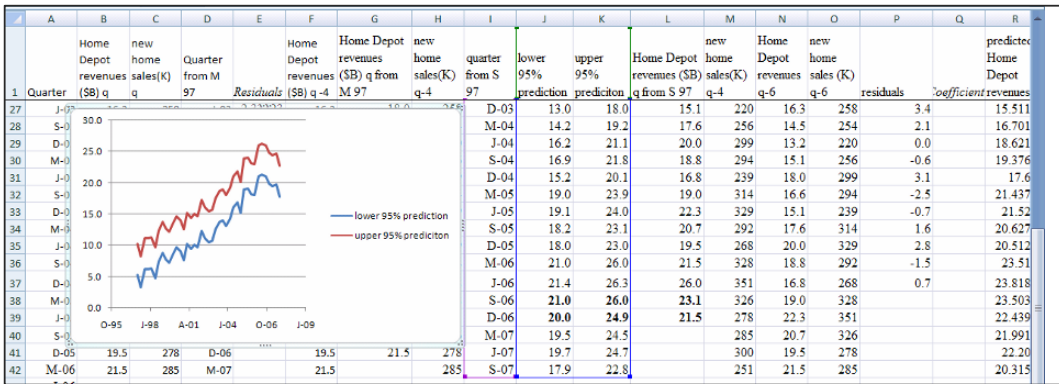 A B C D E F G H I J K L M N O P Q R
Home new Home Home Depot new new Home new predicted
Depot home Quarter Depot revenues home quarter lower upper Home Depot home Depot home Home
revenues sales(K) from M revenues ($B) q from sales(K) from S 95% 95% revenues ($B) sales(K) revenues sales (K) Depot
1 Quarter ($B) q q 97 Residuals ($B) q -4 M 97 q-4 97 prediction prediciton q from S 97 q-4 q-6 q-6 residuals Coefficient revenues
27 D-03 13.0 18.0 15.1 220 16.3 258 3.4 15.511
28 M-04 14.2 19.2 17.6 256 14.5 254 2.1 16.701
29 J-04 16.2 21.1 20.0 299 13.2 220 0.0 18.621
30 S-04 16.9 21.8 18.8 294 15.1 256 -0.6 19.376
31 D-04 15.2 20.1 16.8 239 18.0 299 3.1 17.6
32 M-05 19.0 23.9 19.0 314 16.6 294 -2.5 21.437
33 J-05 19.1 24.0 22.3 329 15.1 239 -0.7 21.52
34 S-05 18.2 23.1 20.7 292 17.6 314 1.6 20.627
35 D-05 18.0 23.0 19.5 268 20.0 329 2.8 20.512
36 M-06 21.0 26.0 21.5 328 18.8 292 -1.5 23.51
37 J-06 21.4 26.3 26.0 351 16.8 268 0.7 23.818
38 S-06 21.0 26.0 23.1 326 19.0 328 23.503
39 D-06 20.0 24.9 21.5 278 22.3 351 22.439
40 M-07 19.5 24.5 285 20.7 326 21.991
41 D-05 19.5 278 D-06 19.5 21.5 278 J-07 19.7 24.7 300 19.5 278 22.20
42 M-06 21.5 285 M-07 21.5 285 S-07 17.9 22.8 251 21.5 285 20.315
30.0
25.0
20.0
15.0
10.0
5.0
0.0
O-95 J-98 A-01 J-04 O-06 J-09
lower 95% prediction
upper 95% prediciton